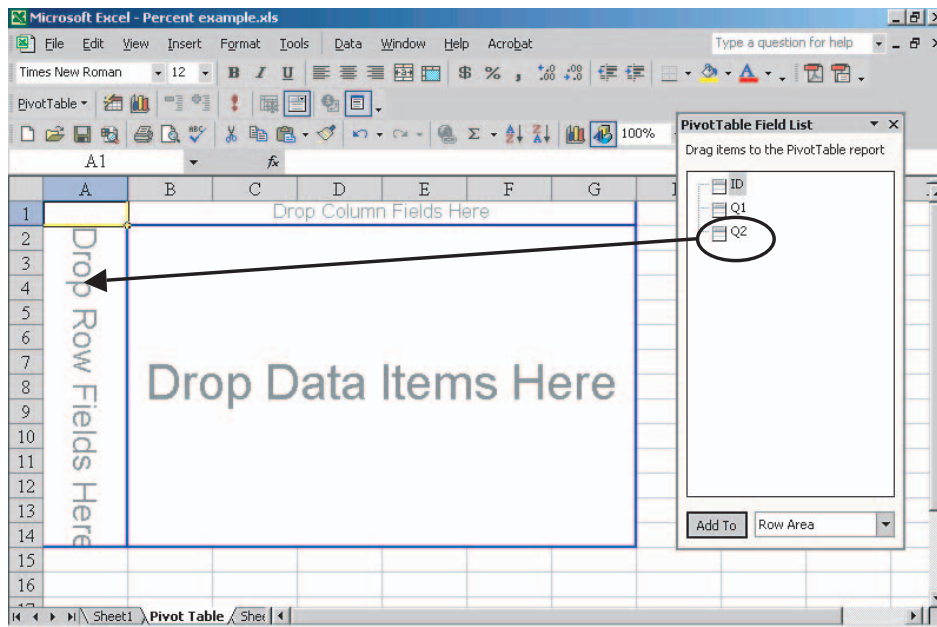 Microsoft Excel - Percent example.xls
File Edit View Insert Format Tools Data Window Help Acrobat Type a question for help
Times New Roman 12 B I U $ % ,
PivotTable
100%
A1 fx
PivotTable Field List
Drag items to the PivotTable report
ID
Q1
Q2
Add To Row Area
A B C D E F G
1 Drop Column Fields Here
2
3
4
5
6
7
8
9
10
11
12
13
14
15
16
Drop Row Fields Here
Drop Data Items Here
Sheet1 Pivot Table